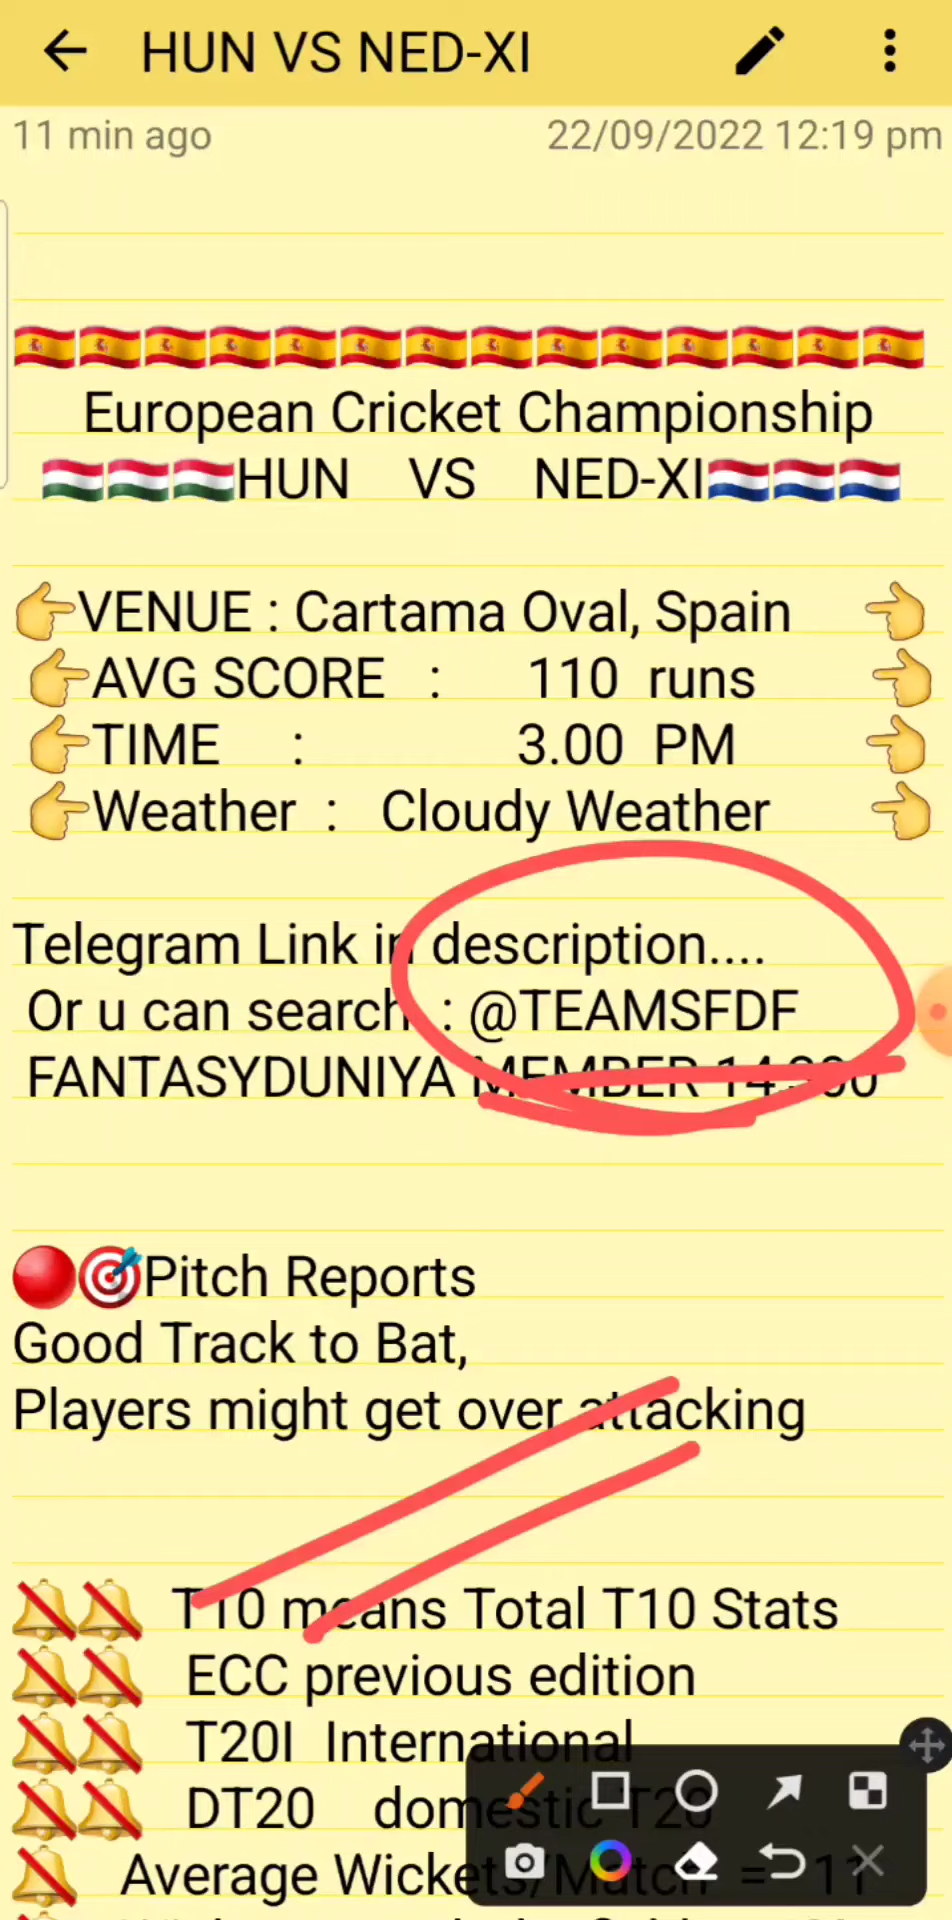 HUN VS NED-XI
11 min ago 22/09/2022 12:19 pm
European Cricket Championship
HUN VS NED-XI
VENUE : Cartama Oval, Spain
AVG SCORE : 110 runs
TIME : 3.00 PM
Weather : Cloudy Weather
Telegram Link in description....
Or u can search : @TEAMSFDF
FANTASYDUNIYA MEMBER
Pitch Reports
Good Track to Bat,
Players might get over attacking
T10 means Total T10 Stats
ECC previous edition
T20I International
DT20 domestic T20
Average Wickets/Match = 11